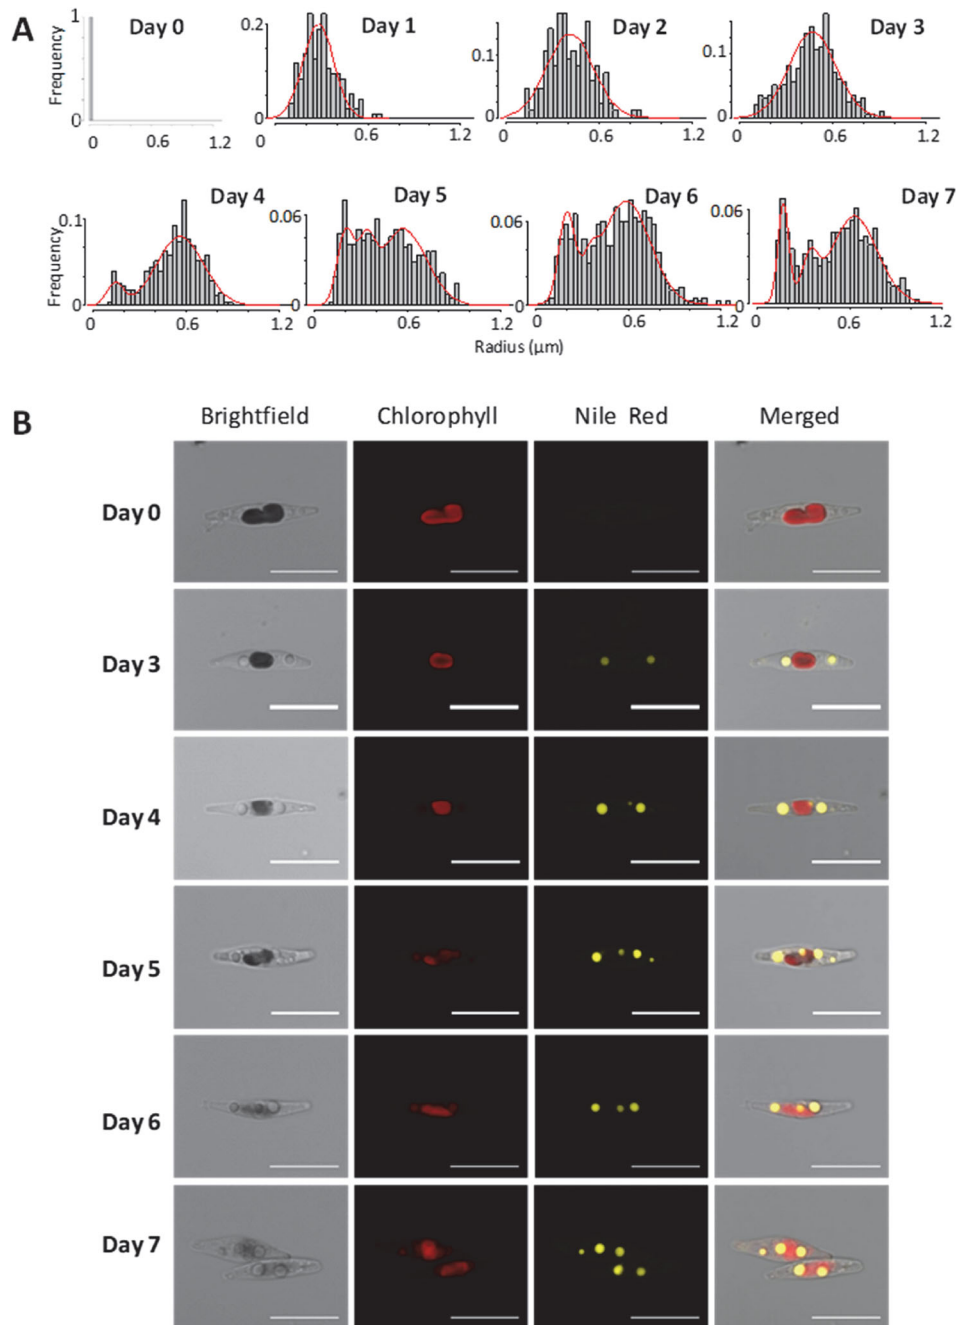 A
Day 0
Day 1
Day 2
Day 3
Frequency
1
0
0
1.2
0.2
0
0.6
1.2
0.1
0
0
0.6
1.2
0.1
0
0
0.6
1.2
Day 4
Day 5
Day 6
Day 7
Frequency
0.1
0
0
0.6
1.2
0.06
0
0
0.6
1.2
0.06
0
0
0.6
1.2
0.06
0
0
0.6
1.2
Radius (µm)
B
Brightfield
Chlorophyll
Nile Red
Merged
Day 0
Day 3
Day 4
Day 5
Day 6
Day 7